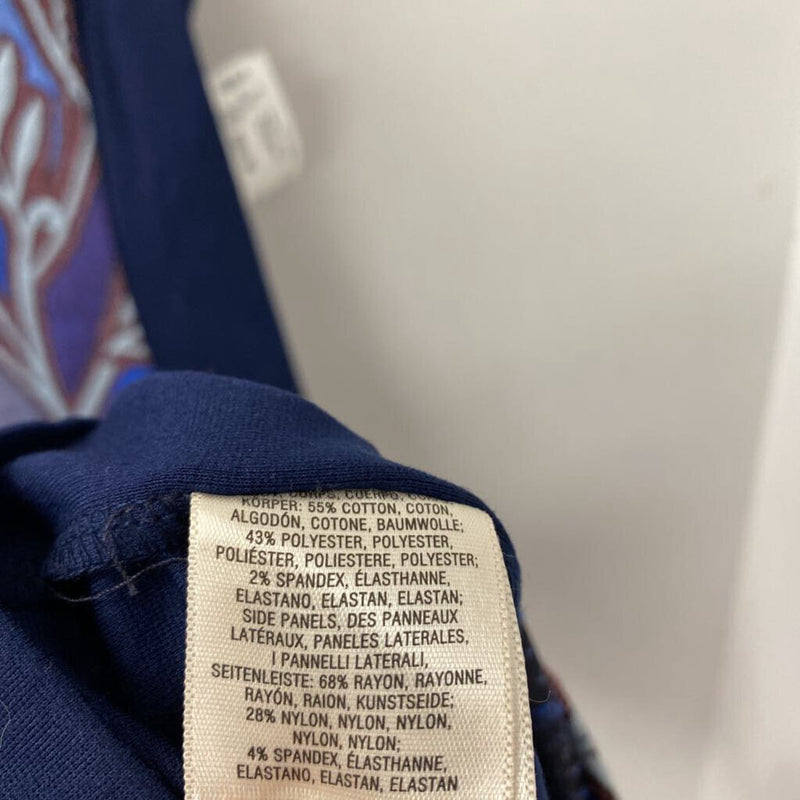 CORPS, CUERPO,
KÖRPER: 55% COTTON, COTON,
ALGODÓN, COTONE, BAUMWOLLE;
43% POLYESTER, POLYESTER,
POLIÉSTER, POLIESTERE, POLYESTER;
2% SPANDEX, ÉLASTHANNE,
ELASTANO, ELASTAN, ELASTAN;
SIDE PANELS, DES PANNEAUX
LATÉRAUX, PANELES LATERALES,
I PANNELLI LATERALI,
SEITENLEISTE: 68% RAYON, RAYONNE,
RAYÓN, RAION, KUNSTSEIDE;
28% NYLON, NYLON, NYLON,
NYLON, NYLON;
4% SPANDEX, ÉLASTHANNE,
ELASTANO, ELASTAN, ELASTAN